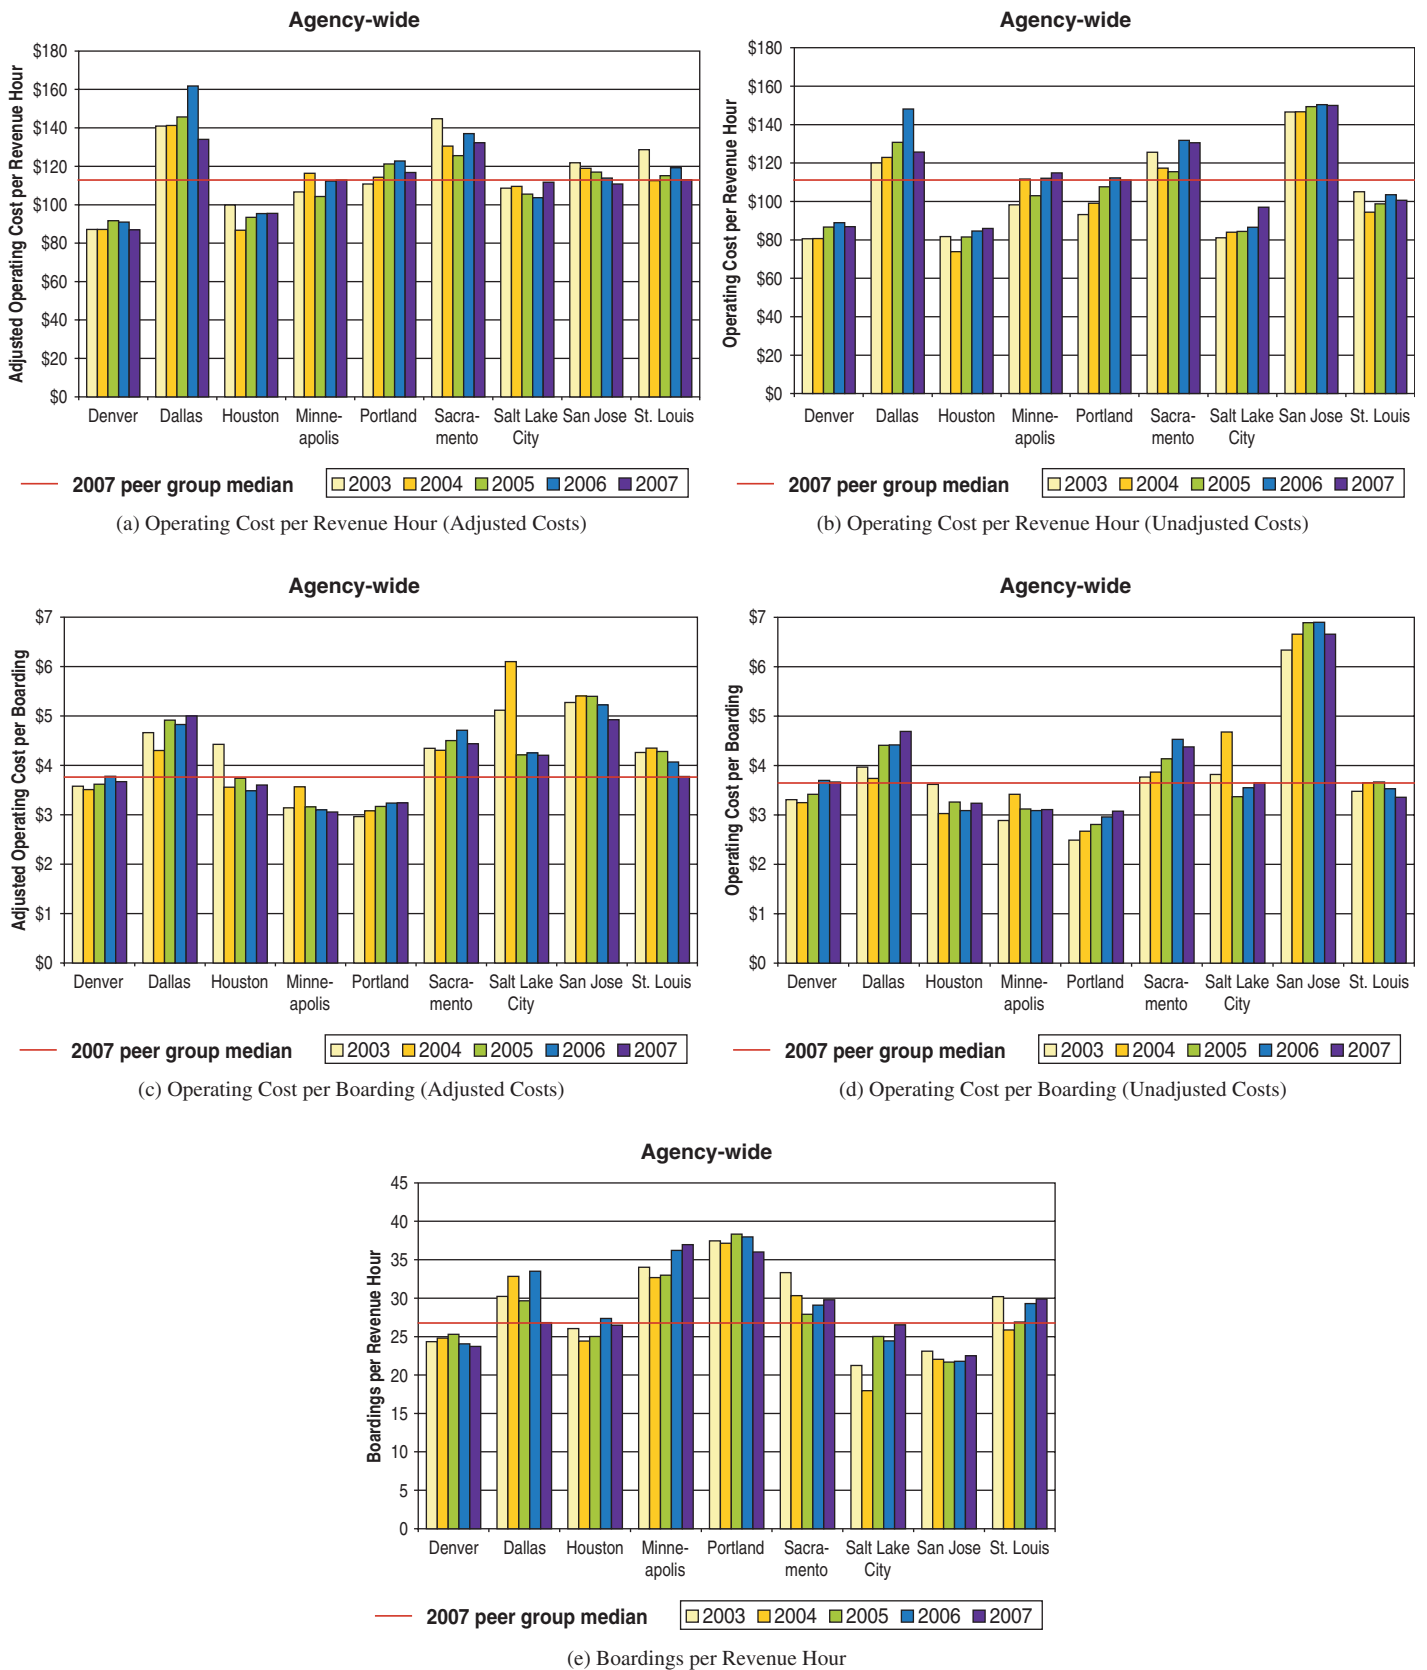 Agency-wide
Adjusted Operating Cost per Revenue Hour
$180
$160
$140
$120
$100
$80
$60
$40
$20
$0
Denver Dallas Houston Minne- Portland Sacra- Salt Lake San Jose St. Louis
apolis mento City
2007 peer group median 2003 2004 2005 2006 2007
(a) Operating Cost per Revenue Hour (Adjusted Costs)
Agency-wide
Operating Cost per Revenue Hour
$180
$160
$140
$120
$100
$80
$60
$40
$20
$0
Denver Dallas Houston Minne- Portland Sacra- Salt Lake San Jose St. Louis
apolis mento City
2007 peer group median 2003 2004 2005 2006 2007
(b) Operating Cost per Revenue Hour (Unadjusted Costs)
Agency-wide
Adjusted Operating Cost per Boarding
$7
$6
$5
$4
$3
$2
$1
$0
Denver Dallas Houston Minne- Portland Sacra- Salt Lake San Jose St. Louis
apolis mento City
2007 peer group median 2003 2004 2005 2006 2007
(c) Operating Cost per Boarding (Adjusted Costs)
Agency-wide
Operating Cost per Boarding
$7
$6
$5
$4
$3
$2
$1
$0
Denver Dallas Houston Minne- Portland Sacra- Salt Lake San Jose St. Louis
apolis mento City
2007 peer group median 2003 2004 2005 2006 2007
(d) Operating Cost per Boarding (Unadjusted Costs)
Agency-wide
Boardings per Revenue Hour
45
40
35
30
25
20
15
10
5
0
Denver Dallas Houston Minne- Portland Sacra- Salt Lake San Jose St. Louis
apolis mento City
2007 peer group median 2003 2004 2005 2006 2007
(e) Boardings per Revenue Hour